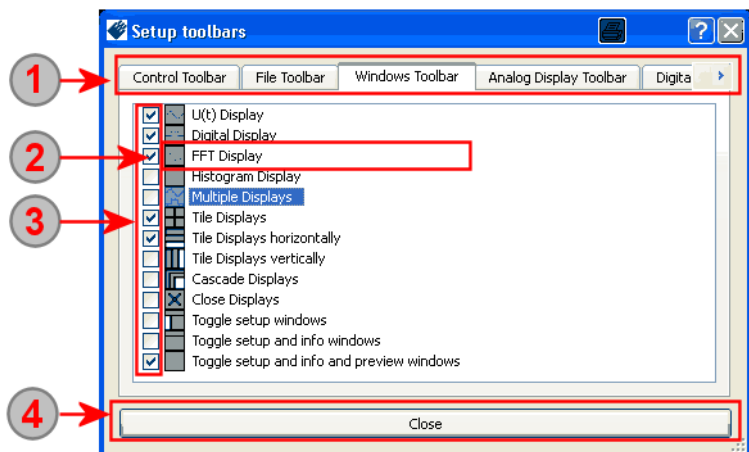 Setup toolbars
1
Control Toolbar File Toolbar Windows Toolbar Analog Display Toolbar Digita
U(t) Display
Digital Display
2
FFT Display
Histogram Display
Multiple Displays
3
Tile Displays
Tile Displays horizontally
Tile Displays vertically
Cascade Displays
Close Displays
Toggle setup windows
Toggle setup and info windows
Toggle setup and info and preview windows
4
Close